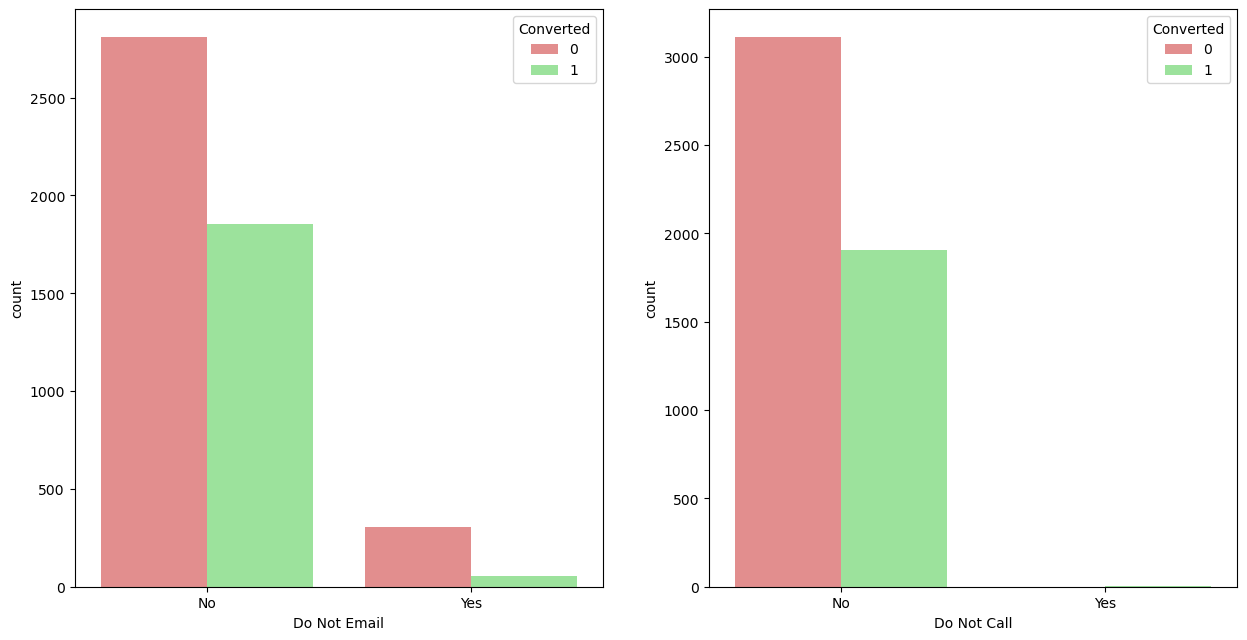 Converted
0
1
2500
2000
1500
1000
500
0
count
No
Yes
Do Not Email
Converted
0
1
3000
2500
2000
1500
1000
500
0
count
No
Yes
Do Not Call